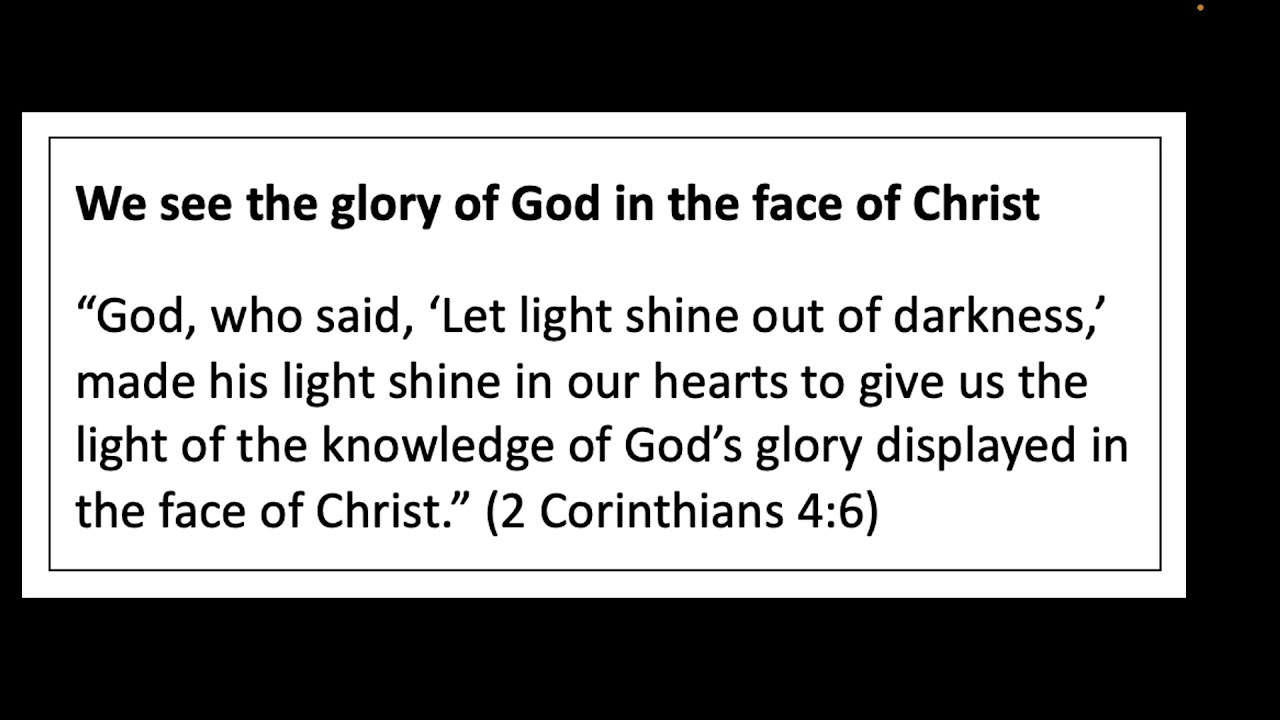 We see the glory of God in the face of Christ
“God, who said, ‘Let light shine out of darkness,’
made his light shine in our hearts to give us the
light of the knowledge of God’s glory displayed in
the face of Christ.” (2 Corinthians 4:6)